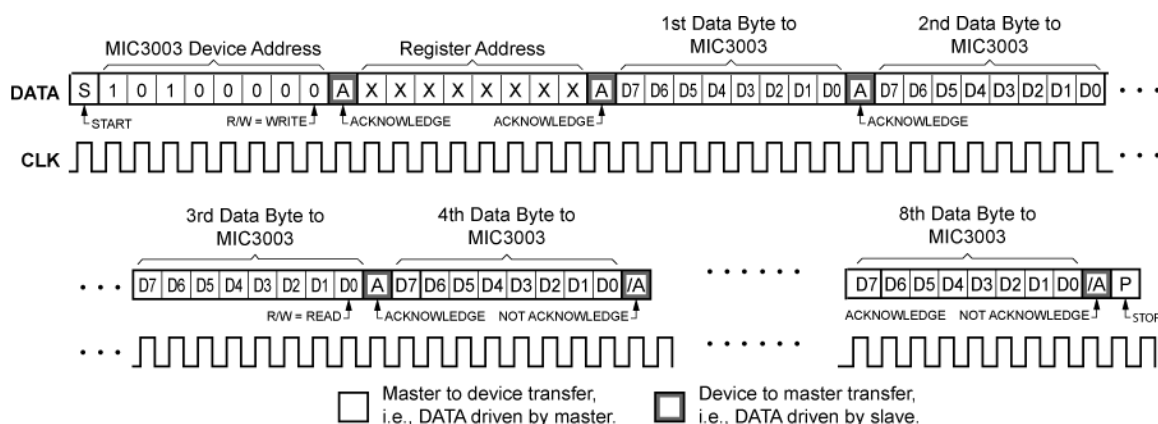 1st Data Byte to MIC3003
2nd Data Byte to MIC3003
MIC3003 Device Address
Register Address
DATA S 1 0 1 0 0 0 0 0 A X X X X X X X X A D7 D6 D5 D4 D3 D2 D1 D0 A D7 D6 D5 D4 D3 D2 D1 D0 • • •
START R/W = WRITE ACKNOWLEDGE ACKNOWLEDGE ACKNOWLEDGE
CLK • • •
3rd Data Byte to MIC3003
4th Data Byte to MIC3003
8th Data Byte to MIC3003
• • • D7 D6 D5 D4 D3 D2 D1 D0 A D7 D6 D5 D4 D3 D2 D1 D0 /A • • • • • • D7 D6 D5 D4 D3 D2 D1 D0 /A P
R/W = READ ACKNOWLEDGE NOT ACKNOWLEDGE ACKNOWLEDGE NOT ACKNOWLEDGE STOP
• • • • • • • • •
Master to device transfer,
i.e., DATA driven by master.
Device to master transfer,
i.e., DATA driven by slave.